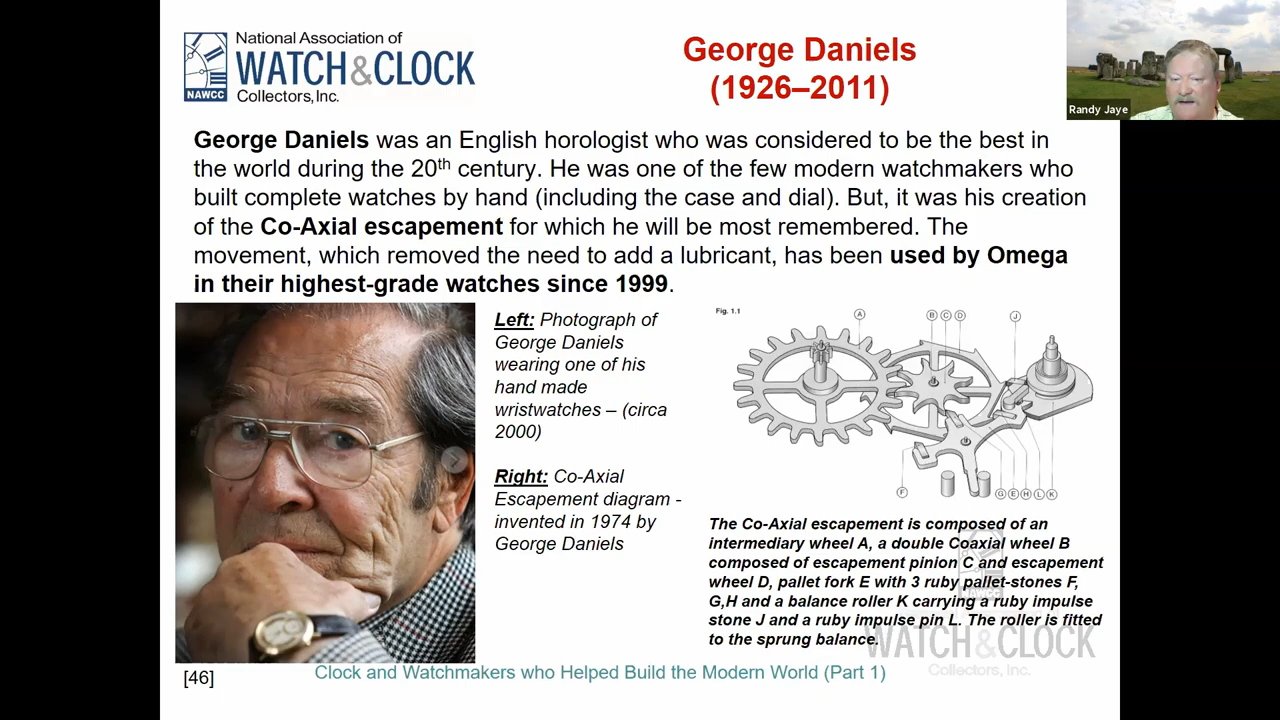 National Association of
WATCH&CLOCK
Collectors, Inc.
NAWCC
George Daniels
(1926–2011)
Randy Jaye
George Daniels was an English horologist who was considered to be the best in
the world during the 20th century. He was one of the few modern watchmakers who
built complete watches by hand (including the case and dial). But, it was his creation
of the Co-Axial escapement for which he will be most remembered. The
movement, which removed the need to add a lubricant, has been used by Omega
in their highest-grade watches since 1999.
Left: Photograph of
George Daniels
wearing one of his
hand made
wristwatches – (circa
2000)
Right: Co-Axial
Escapement diagram -
invented in 1974 by
George Daniels
Fig. 1.1
A B C D J
F G E H L K
The Co-Axial escapement is composed of an
intermediary wheel A, a double Coaxial wheel B
composed of escapement pinion C and escapement
wheel D, pallet fork E with 3 ruby pallet-stones F,
G,H and a balance roller K carrying a ruby impulse
stone J and a ruby impulse pin L. The roller is fitted
to the sprung balance.
NAWCC
WATCH&CLOCK
Collectors, Inc.
[46]
Clock and Watchmakers who Helped Build the Modern World (Part 1)